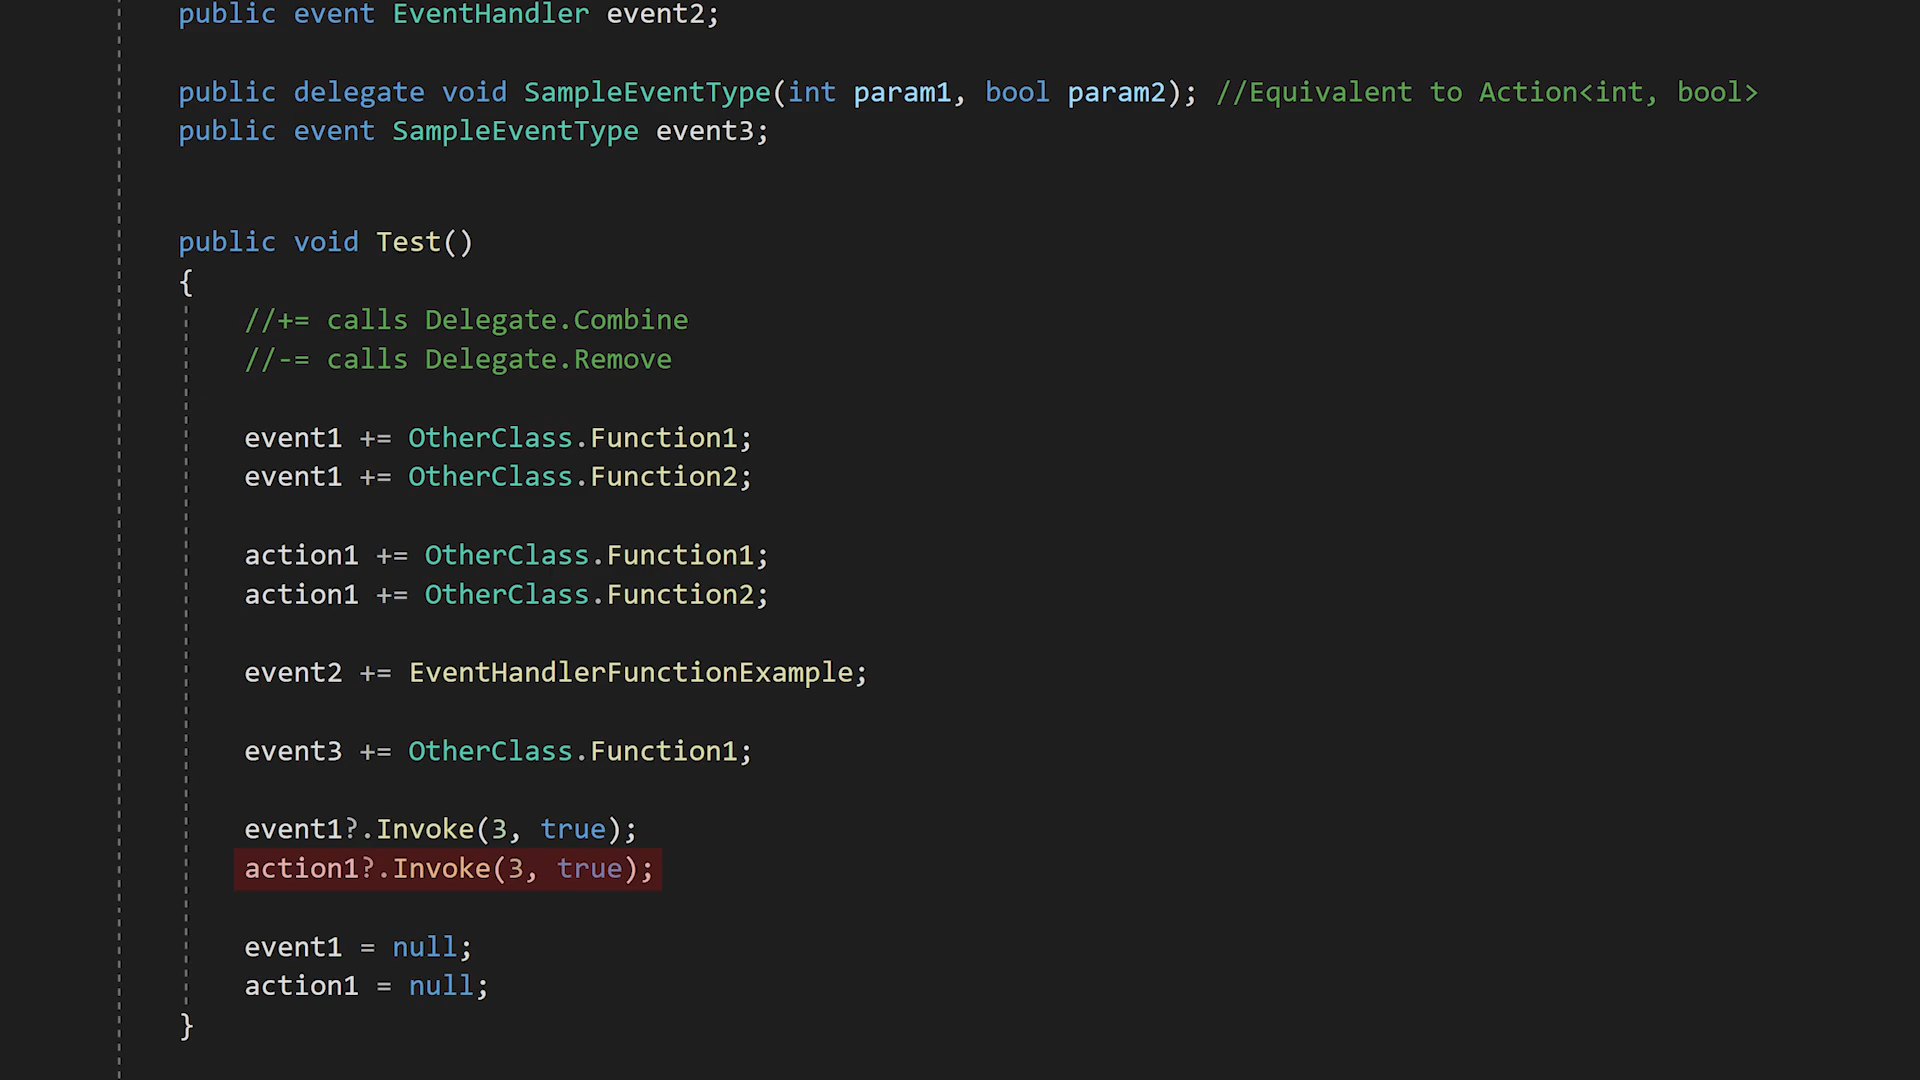 public event EventHandler event2;
public delegate void SampleEventType(int param1, bool param2); //Equivalent to Action<int, bool>
public event SampleEventType event3;
public void Test()
{
//+= calls Delegate.Combine
//-= calls Delegate.Remove
event1 += OtherClass.Function1;
event1 += OtherClass.Function2;
action1 += OtherClass.Function1;
action1 += OtherClass.Function2;
event2 += EventHandlerFunctionExample;
event3 += OtherClass.Function1;
event1?.Invoke(3, true);
action1?.Invoke(3, true);
event1 = null;
action1 = null;
}